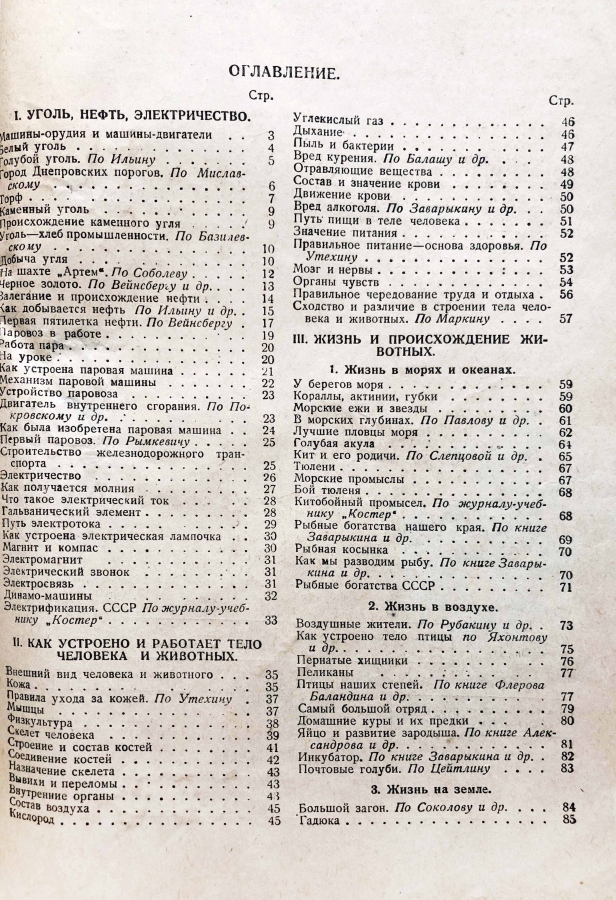 ОГЛАВЛЕНИЕ.
Стр.
I. УГОЛЬ, НЕФТЬ, ЭЛЕКТРИЧЕСТВО.
Машины-орудия и машины-двигатели . . 3
Белый уголь . . . 4
Голубой уголь. По Ильину . . . 5
Город Днепровских порогов. По Мислав-
скому . . . 6
Торф . . . 7
Каменный уголь . . . 9
Происхождение каменного угля . . . 9
Уголь—хлеб промышленности. По Базилев-
скому . . . 10
Добыча угля . . . 10
На шахте „Артем“. По Соболеву . . . 12
Черное золото. По Вейнсбергу и др. . . 13
Залегание и происхождение нефти . . . 14
Как добывается нефть По Ильину и др. . . 15
Первая пятилетка нефти. По Вейнсбергу . 17
Паровоз в работе . . . 19
Работа пара . . . 20
На уроке . . . 20
Как устроена паровая машина . . . 21
Механизм паровой машины . . . 22
Устройство паровоза . . . 23
Двигатель внутреннего сгорания. По По-
кровскому и др. . . . 23
Как была изобретена паровая машина . . 24
Первый паровоз. По Рымкевичу . . . 25
Строительство железнодорожного тран-
спорта . . . 25
Электричество . . . 26
Как получается молния . . . 27
Что такое электрический ток . . . 28
Гальванический элемент . . . 28
Путь электротока . . . 29
Как устроена электрическая лампочка . . 30
Магнит и компас . . . 30
Электромагнит . . . 31
Электрический звонок . . . 31
Электросвязь . . . 31
Динамо-машины . . . 32
Электрификация. СССР По журналу-учеб-
нику „Костер“ . . . 33
II. КАК УСТРОЕНО И РАБОТАЕТ ТЕЛО
ЧЕЛОВЕКА И ЖИВОТНЫХ.
Внешний вид человека и животного . . . 35
Кожа . . . 35
Правила ухода за кожей. По Утехину . . 37
Мышцы . . . 37
Физкультура . . . 38
Скелет человека . . . 39
Строение и состав костей . . . 41
Соединение костей . . . 42
Назначение скелета . . . 43
Вывихи и переломы . . . 43
Внутренние органы . . . 43
Состав воздуха . . . 45
Кислород . . . 45
Стр.
Углекислый газ . . . 46
Дыхание . . . 46
Пыль и бактерии . . . 47
Вред курения. По Балашу и др. . . . 48
Отравляющие вещества . . . 48
Состав и значение крови . . . 49
Движение крови . . . 50
Вред алкоголя. По Заварыкину и др. . . 50
Путь пищи в теле человека . . . 51
Значение питания . . . 52
Правильное питание—основа здоровья. По
Утехину . . . 52
Мозг и нервы . . . 53
Органы чувств . . . 54
Правильное чередование труда и отдыха . 56
Сходство и различие в строении тела чело-
века и животных. По Маркину . . . 57
III. ЖИЗНЬ И ПРОИСХОЖДЕНИЕ ЖИ-
ВОТНЫХ.
1. Жизнь в морях и океанах.
У берегов моря . . . 59
Кораллы, актинии, губки . . . 59
Морские ежи и звезды . . . 60
В морских глубинах. По Павлову и др. . 61
Лучшие пловцы моря . . . 62
Голубая акула . . . 64
Кит и его родичи. По Слепцовой и др. . 65
Тюлени . . . 67
Морские промыслы . . . 67
Бой тюленя . . . 68
Китобойный промысел. По журналу-учеб-
нику „Костер“ . . . 68
Рыбные богатства нашего края. По книге
Заварыкина и др. . . . 69
Рыбная косынка . . . 70
Как мы разводим рыбу. По книге Завары-
кина и др. . . . 70
Рыбные богатства СССР . . . 71
2. Жизнь в воздухе.
Воздушные жители. По Рубакину и др. . . 73
Как устроено тело птицы по Яхонтову
и др. . . . 75
Пернатые хищники . . . 76
Пеликаны . . . 77
Птицы наших степей. По книге Флерова
Баландина и др. . . . 77
Самый большой отряд . . . 79
Домашние куры и их предки . . . 80
Яйцо и развитие зародыша. По книге Алек-
сандрова и др. . . . 81
Инкубатор. По книге Заварыкина и др. . . 82
Почтовые голуби. По Цейтлину . . . 83
3. Жизнь на земле.
Большой загон. По Соколову и др. . . . 84
Гадюка . . . 85